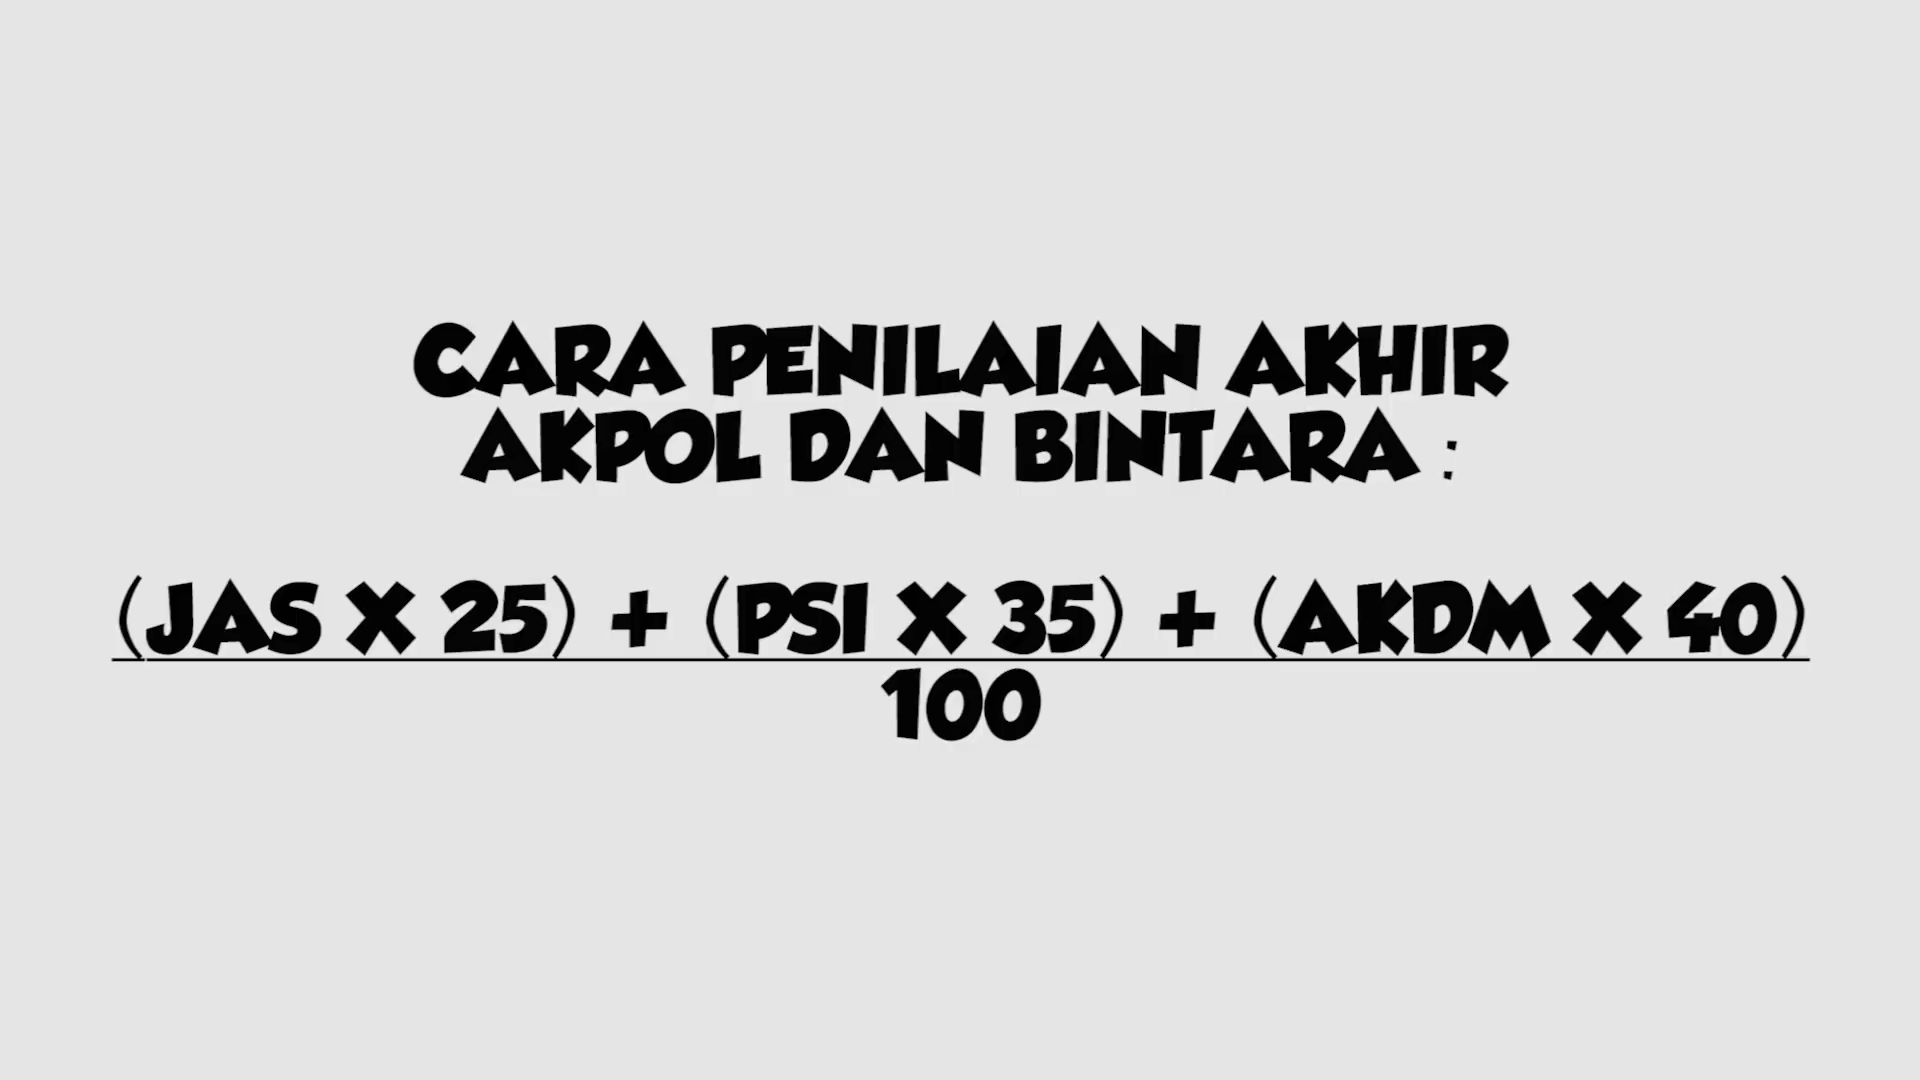 CARA PENILAIAN AKHIR
AKPOL DAN BINTARA :
(JAS X 25) + (PSI X 35) + (AKDM X 40)
100